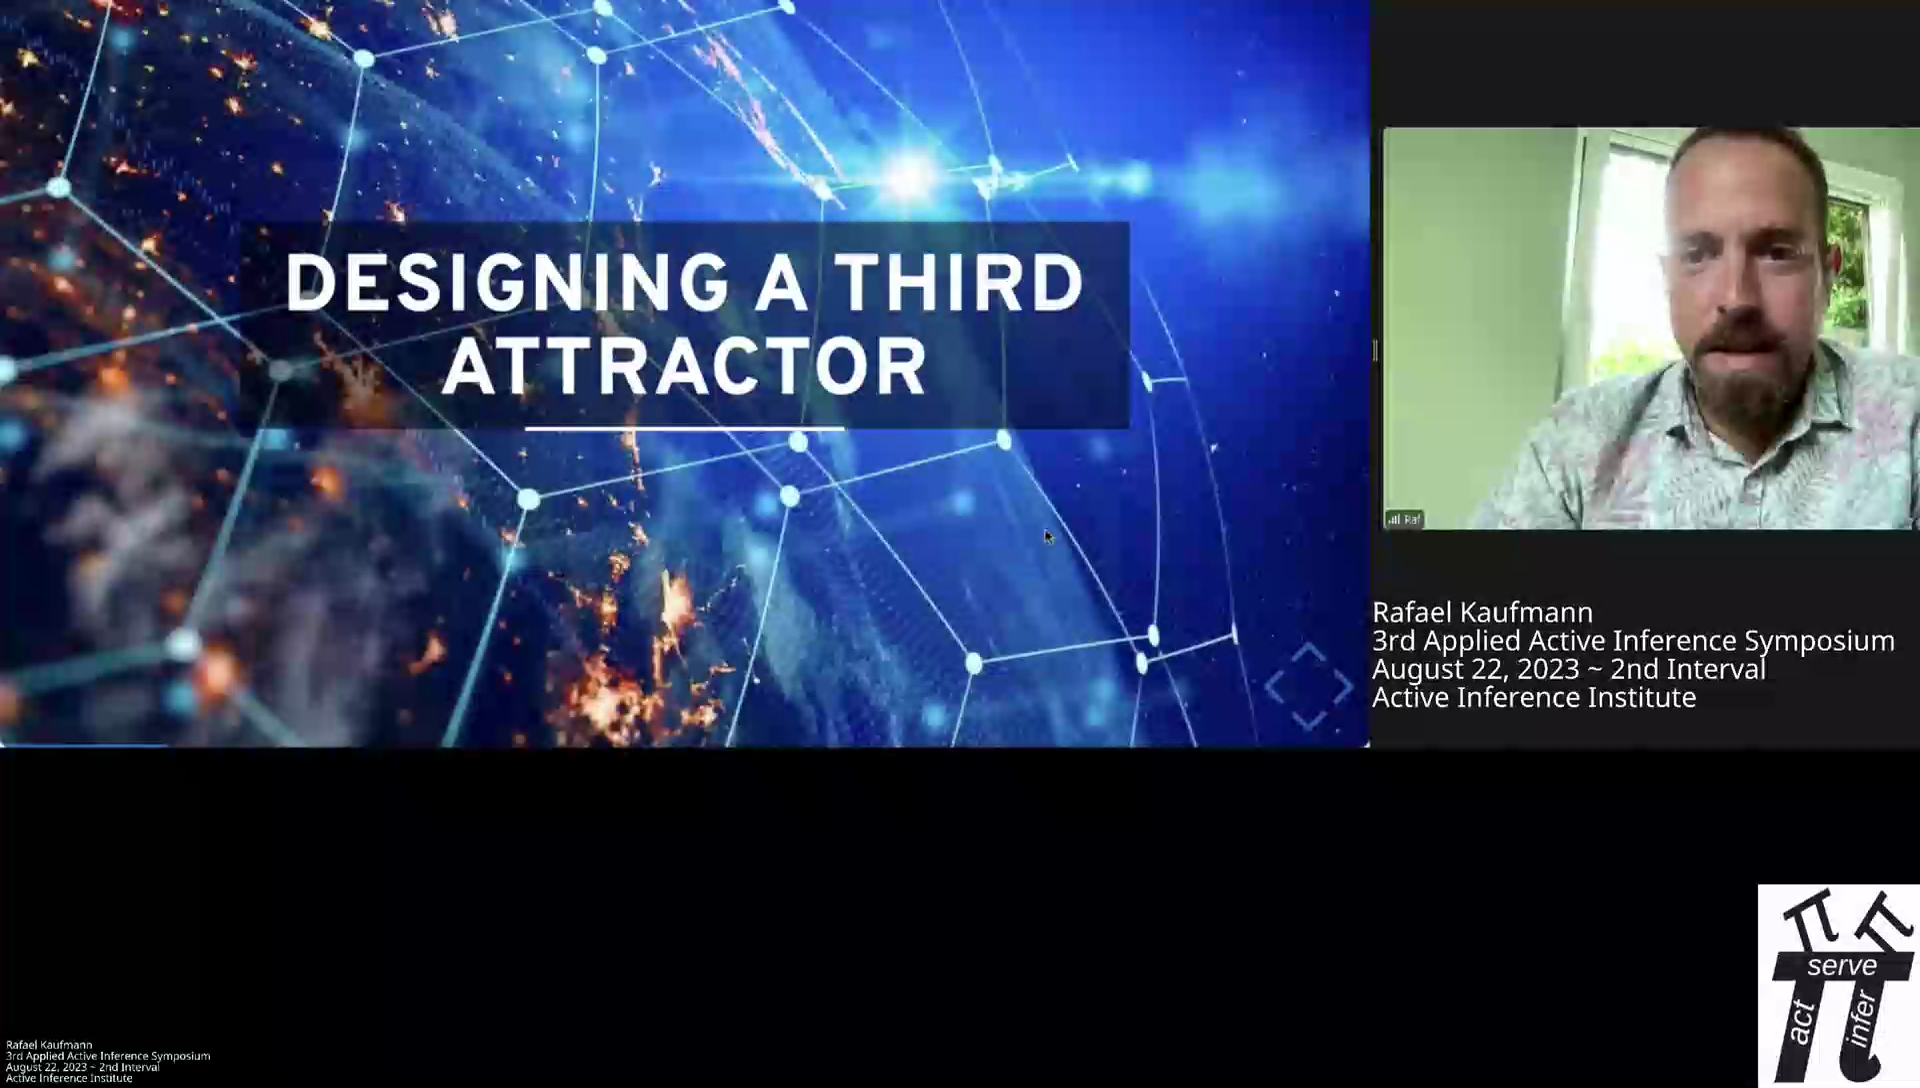 DESIGNING A THIRD
ATTRACTOR
Raf
Rafael Kaufmann
3rd Applied Active Inference Symposium
August 22, 2023 ~ 2nd Interval
Active Inference Institute
serve
act
infer
Rafael Kaufmann
3rd Applied Active Inference Symposium
August 22, 2023 ~ 2nd Interval
Active Inference Institute